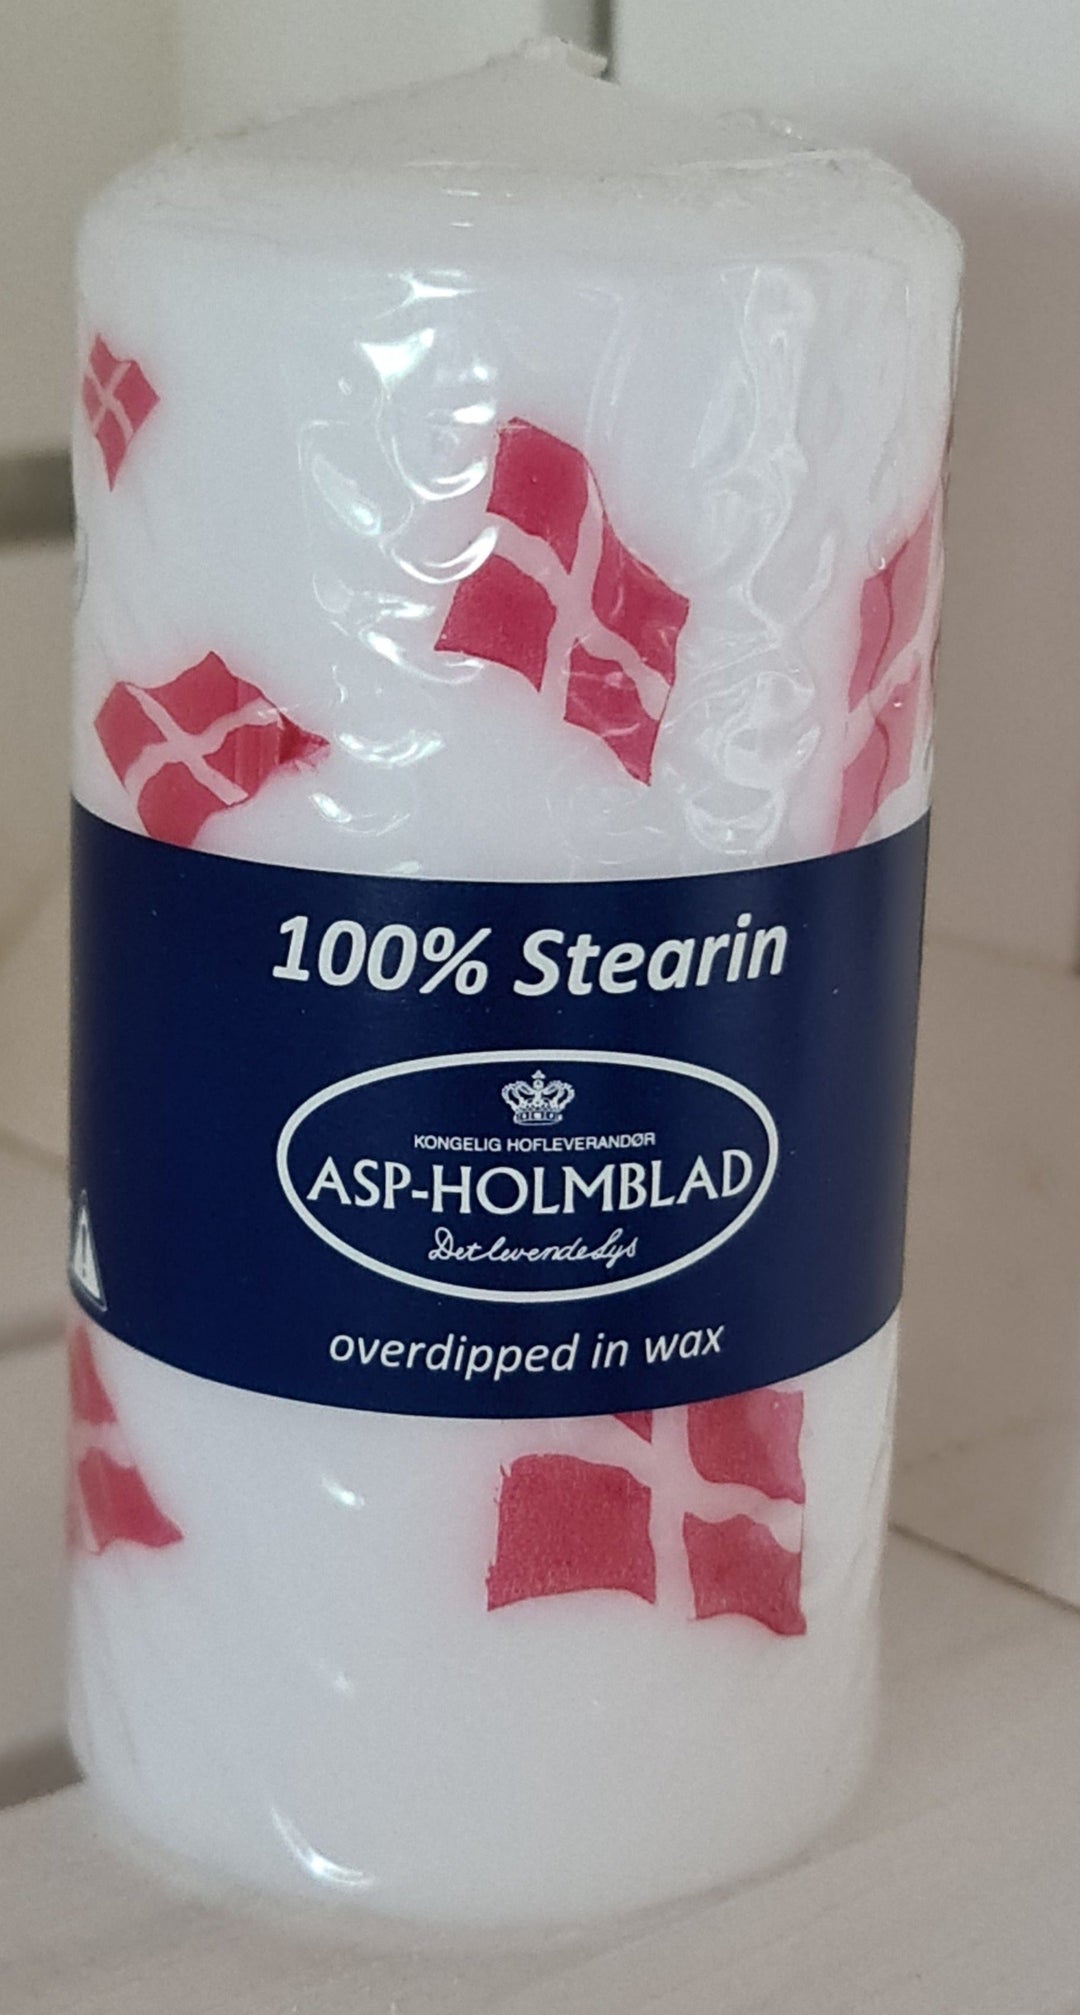 100% Stearin
KONGELIG HOFLEVERANDØR
ASP-HOLMBLAD
Det levende Lys
overdipped in wax